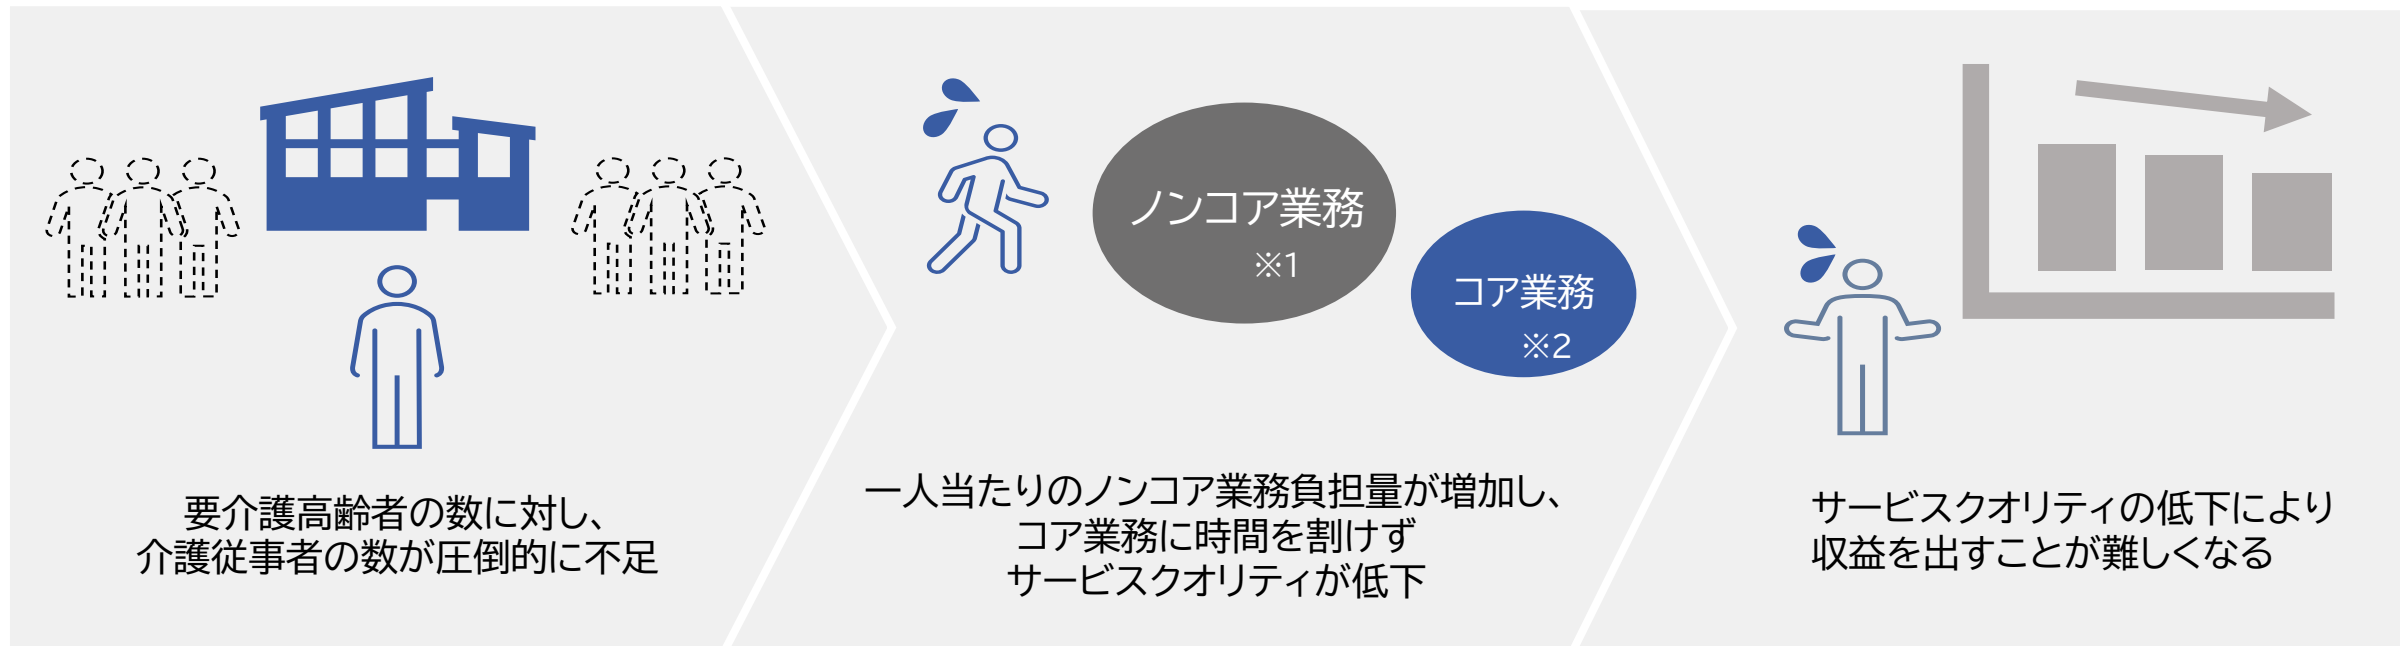 要介護高齢者の数に対し、
介護従事者の数が圧倒的に不足
ノンコア業務
※1
コア業務
※2
一人当たりのノンコア業務負担量が増加し、
コア業務に時間を割けず
サービスクオリティが低下
サービスクオリティの低下により
収益を出すことが難しくなる